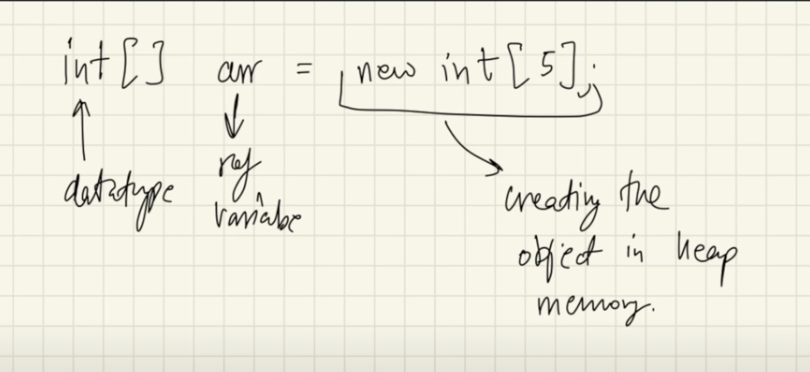 int[] arr = new int[5];
datatype
ref
variable
creating the
object in heap
memory.